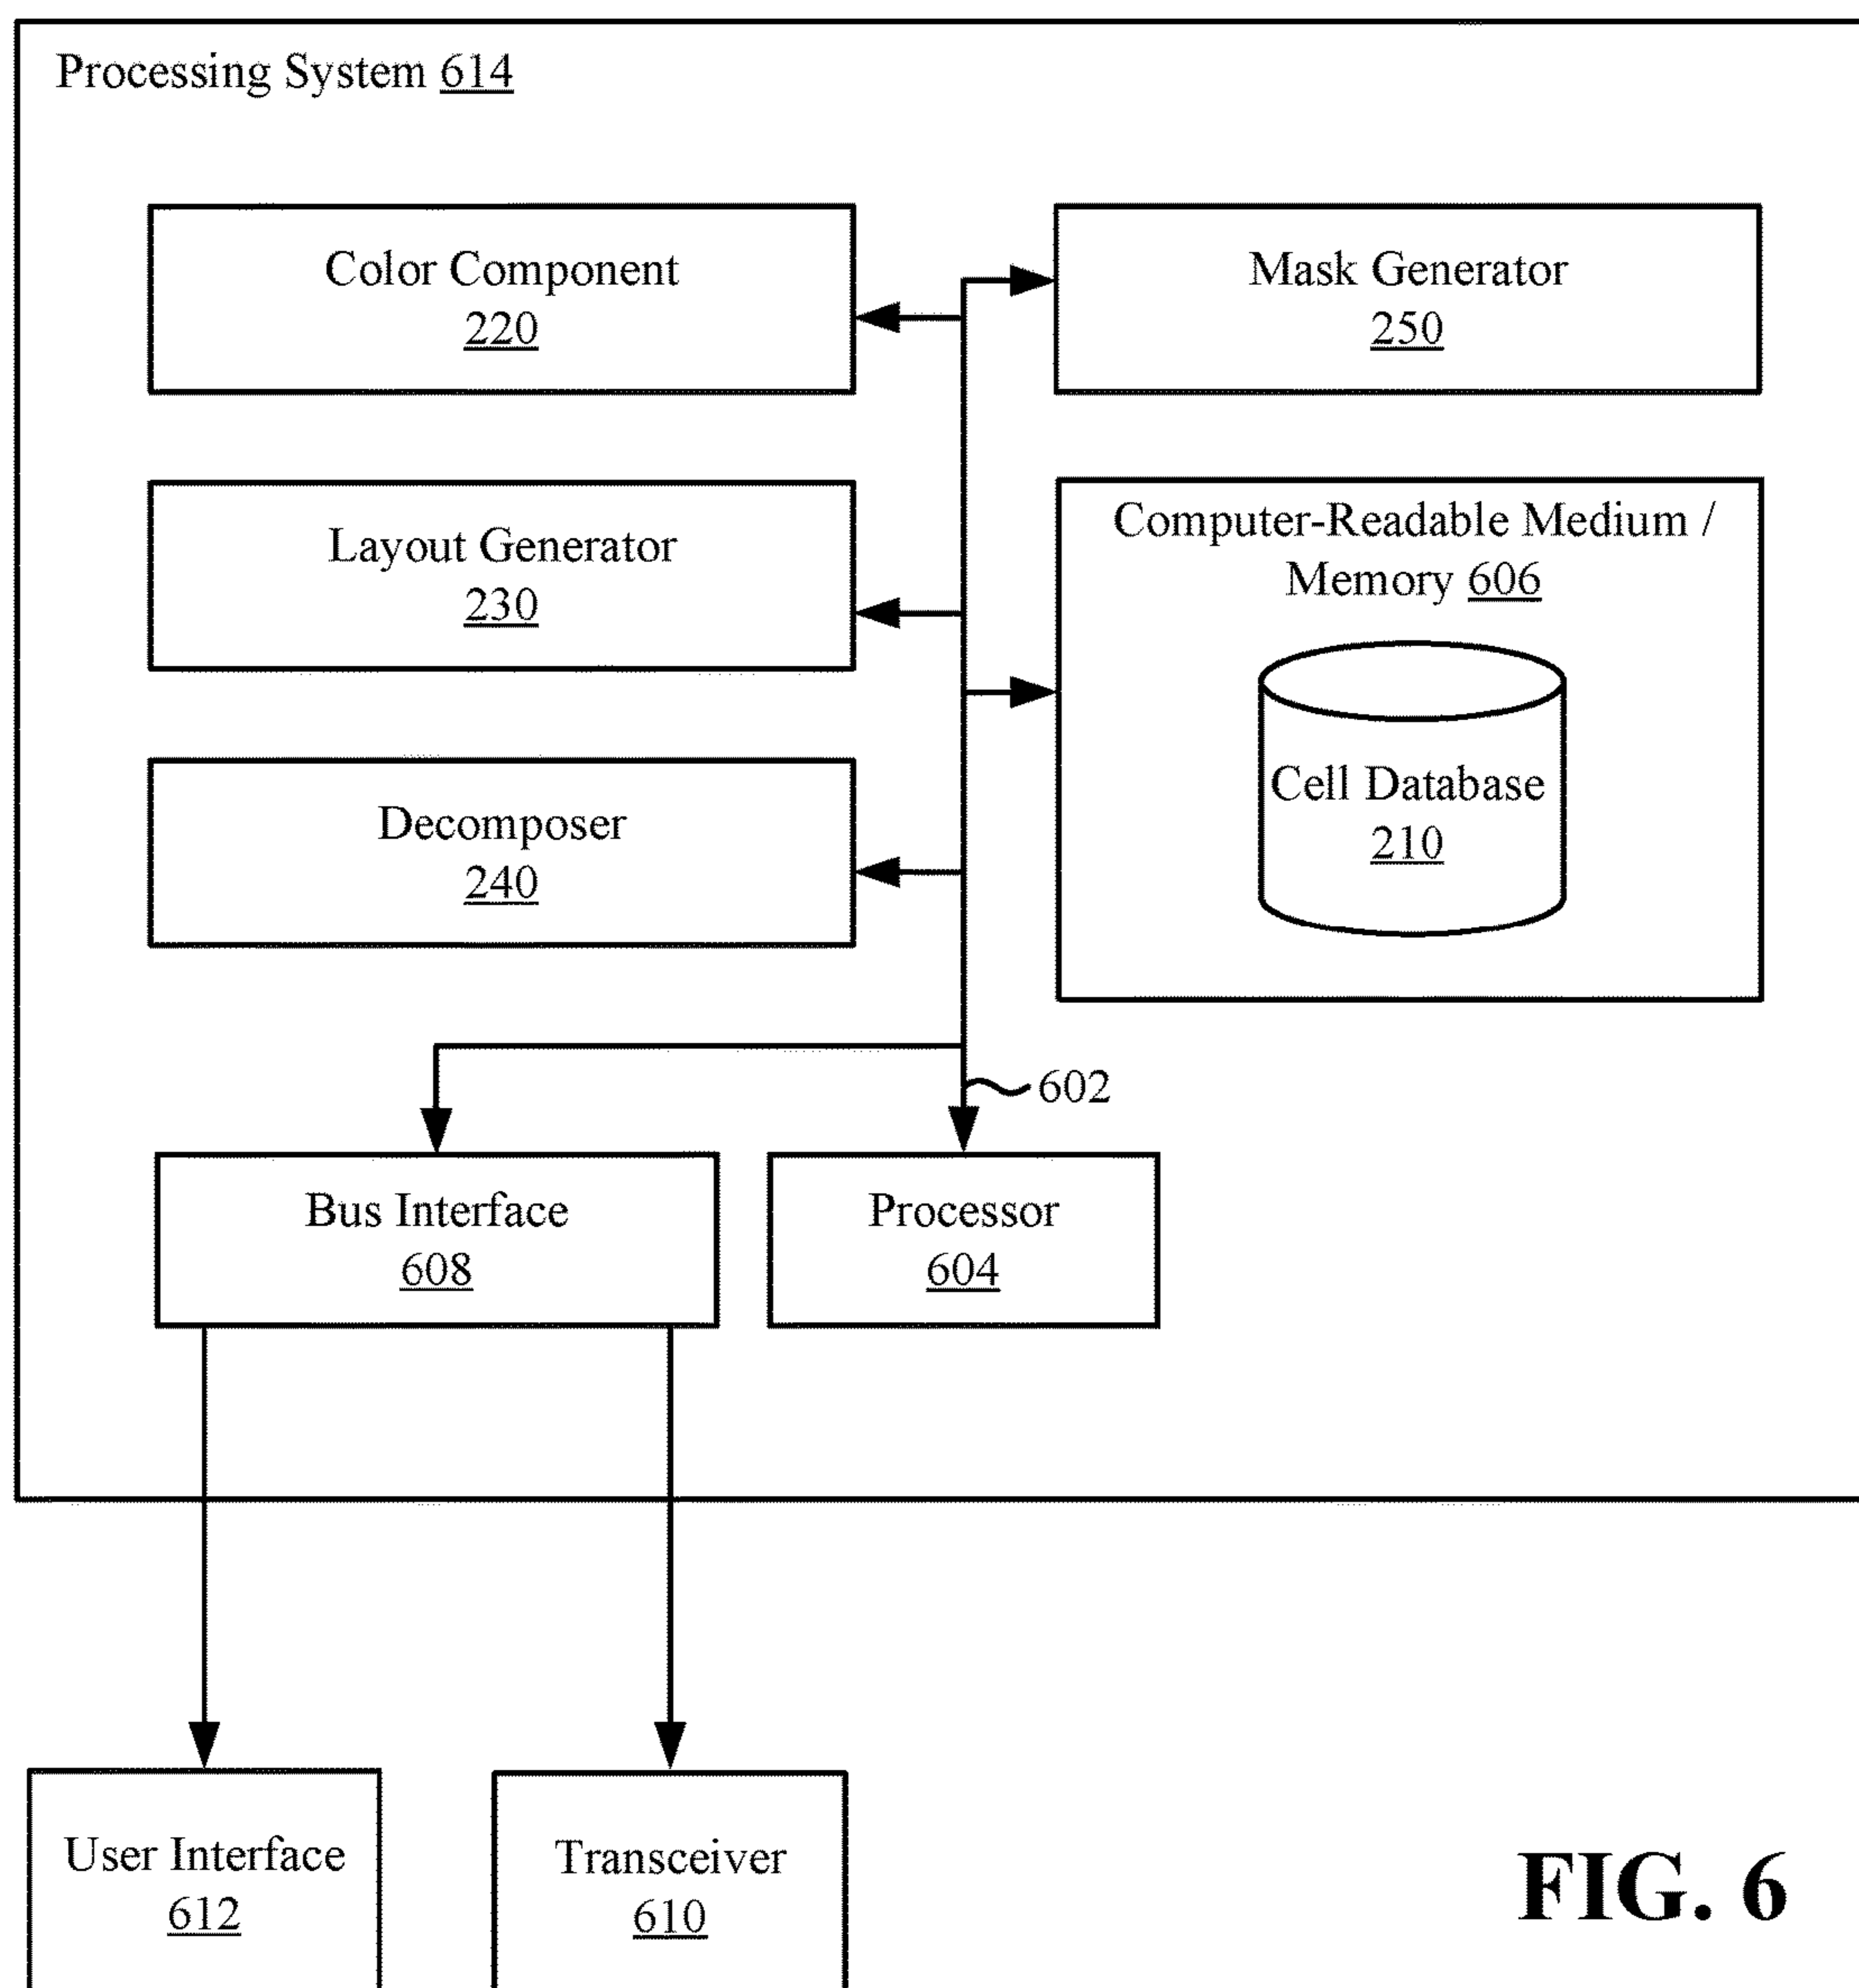 Processing System 614
Color Component
220
Mask Generator
250
Layout Generator
230
Computer-Readable Medium /
Memory 606
Cell Database
210
Decomposer
240
602
Bus Interface
608
Processor
604
User Interface
612
Transceiver
610
FIG. 6